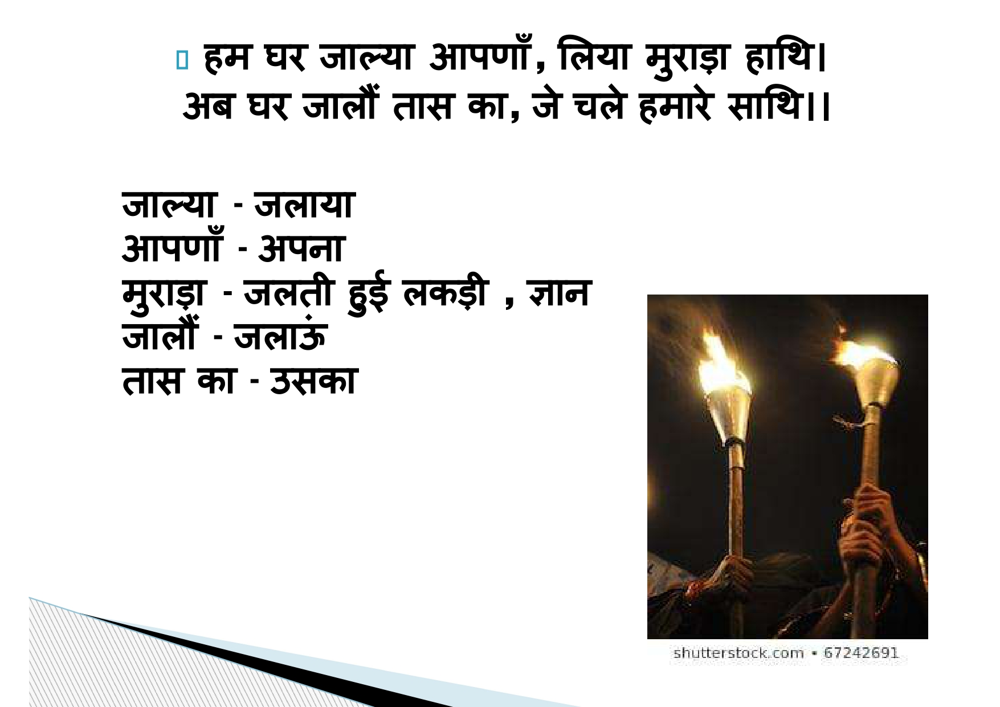 हम घर जाल्या आपणाँ, लिया मुराड़ा हाथि।
अब घर जालौं तास का, जे चले हमारे साथि।।
जाल्या - जलाया
आपणाँ - अपना
मुराड़ा - जलती हुई लकड़ी , ज्ञान
जालौं - जलाऊं
तास का - उसका
shutterstock.com • 67242691